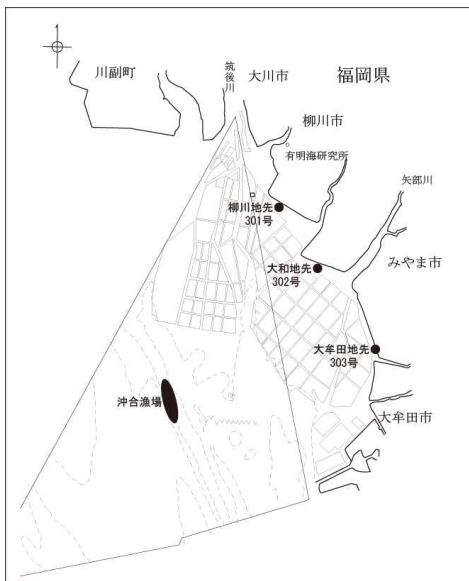 川副町
筑後川
大川市
福岡県
柳川市
有明海研究所
矢部川
柳川地先
301号
みやま市
大和地先
302号
大牟田地先
303号
沖合漁場
大牟田市